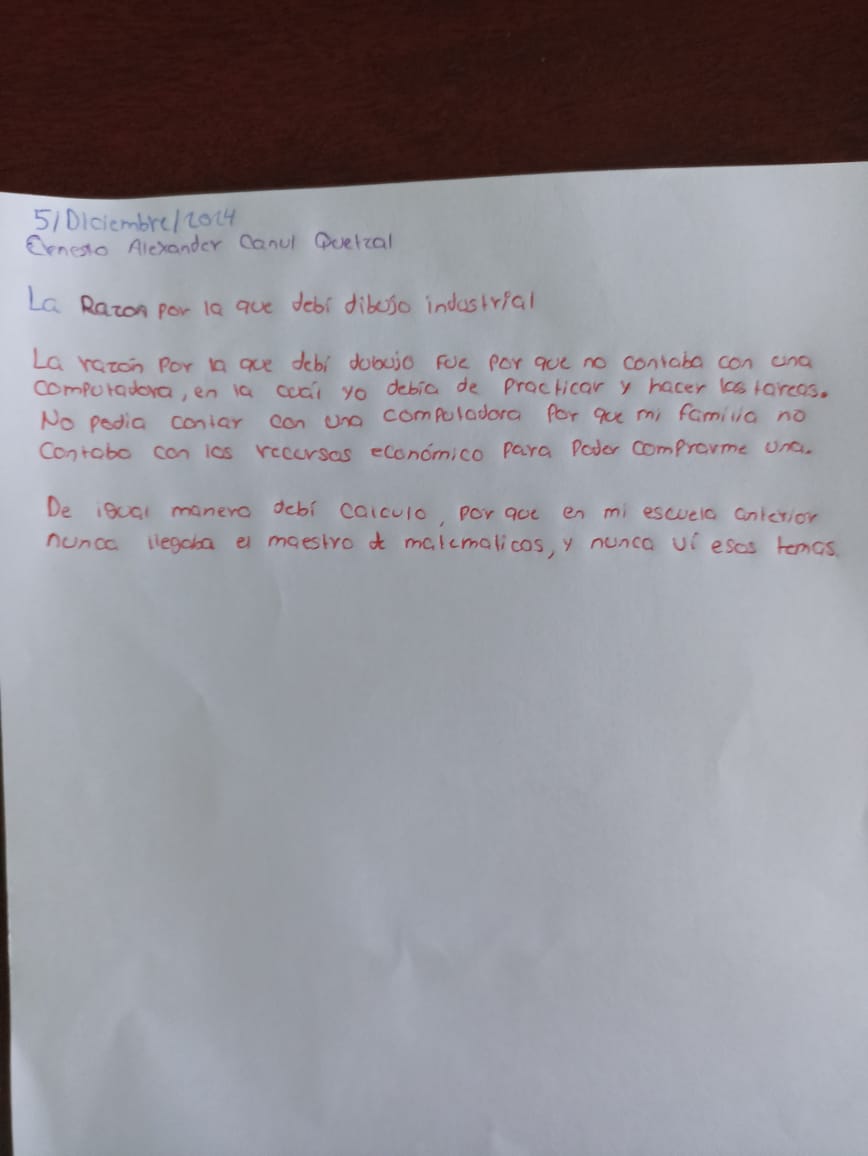 5/Diciembre/2024
Ernesto Alexander Canul Quetzal
La Razon por la que debí dibujo industrial
La razón por la que debí dobujo fue por que no contaba con una
computadora, en la cuál yo debía de practicar y hacer las tareas.
No podia contar con una computadora por que mi familia no
Contaba con los recursos económico para Poder comprarme una.
De igual manera debí calculo, por que en mi escuela anterior
nunca llegaba el maestro de matematicas, y nunca ví esos temas